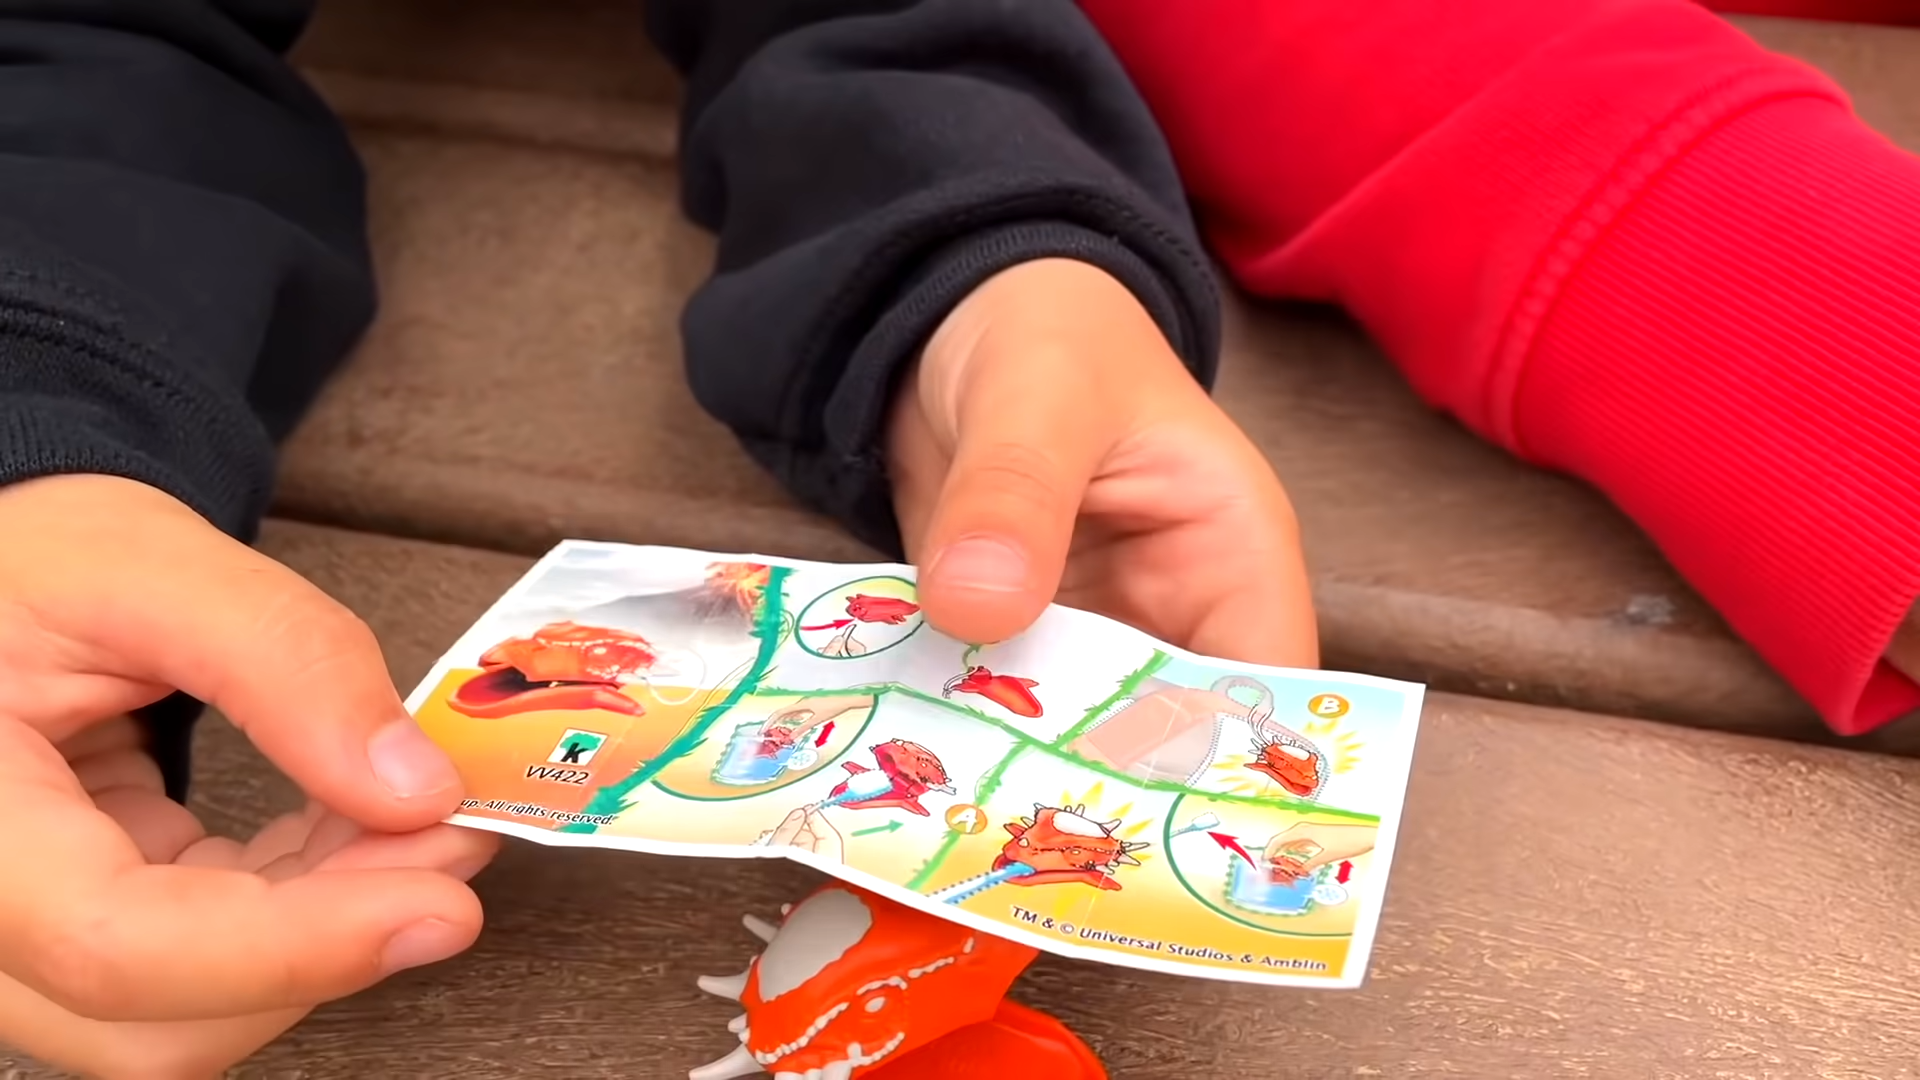 K
VV422
up. All rights reserved.
A
B
TM & © Universal Studios & Amblin